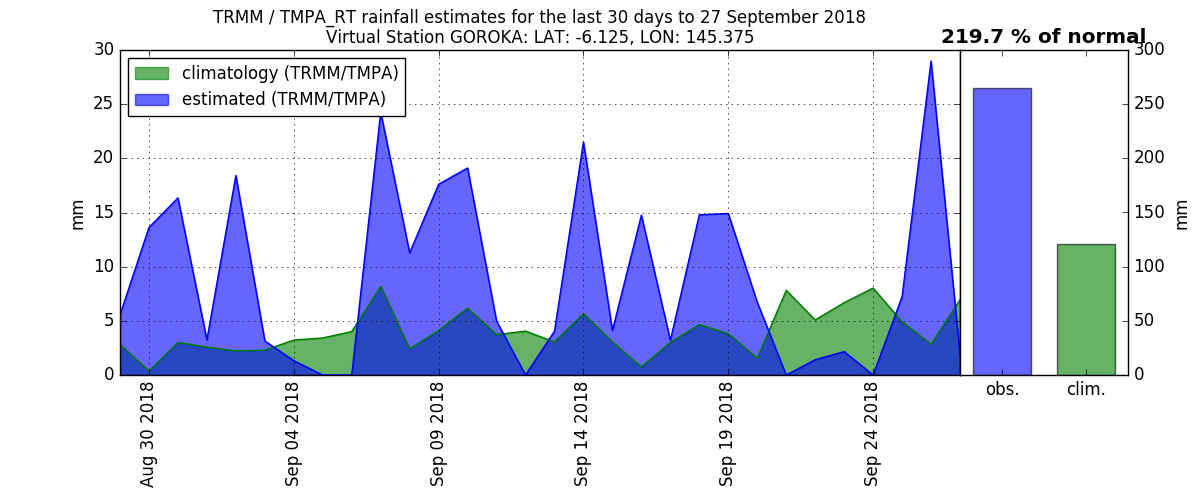 TRMM / TMPA_RT rainfall estimates for the last 30 days to 27 September 2018
Virtual Station GOROKA: LAT: -6.125, LON: 145.375
219.7 % of normal
climatology (TRMM/TMPA)
estimated (TRMM/TMPA)
30
25
20
15
10
5
0
mm
Aug 30 2018
Sep 04 2018
Sep 09 2018
Sep 14 2018
Sep 19 2018
Sep 24 2018
300
250
200
150
100
50
0
mm
obs.
clim.